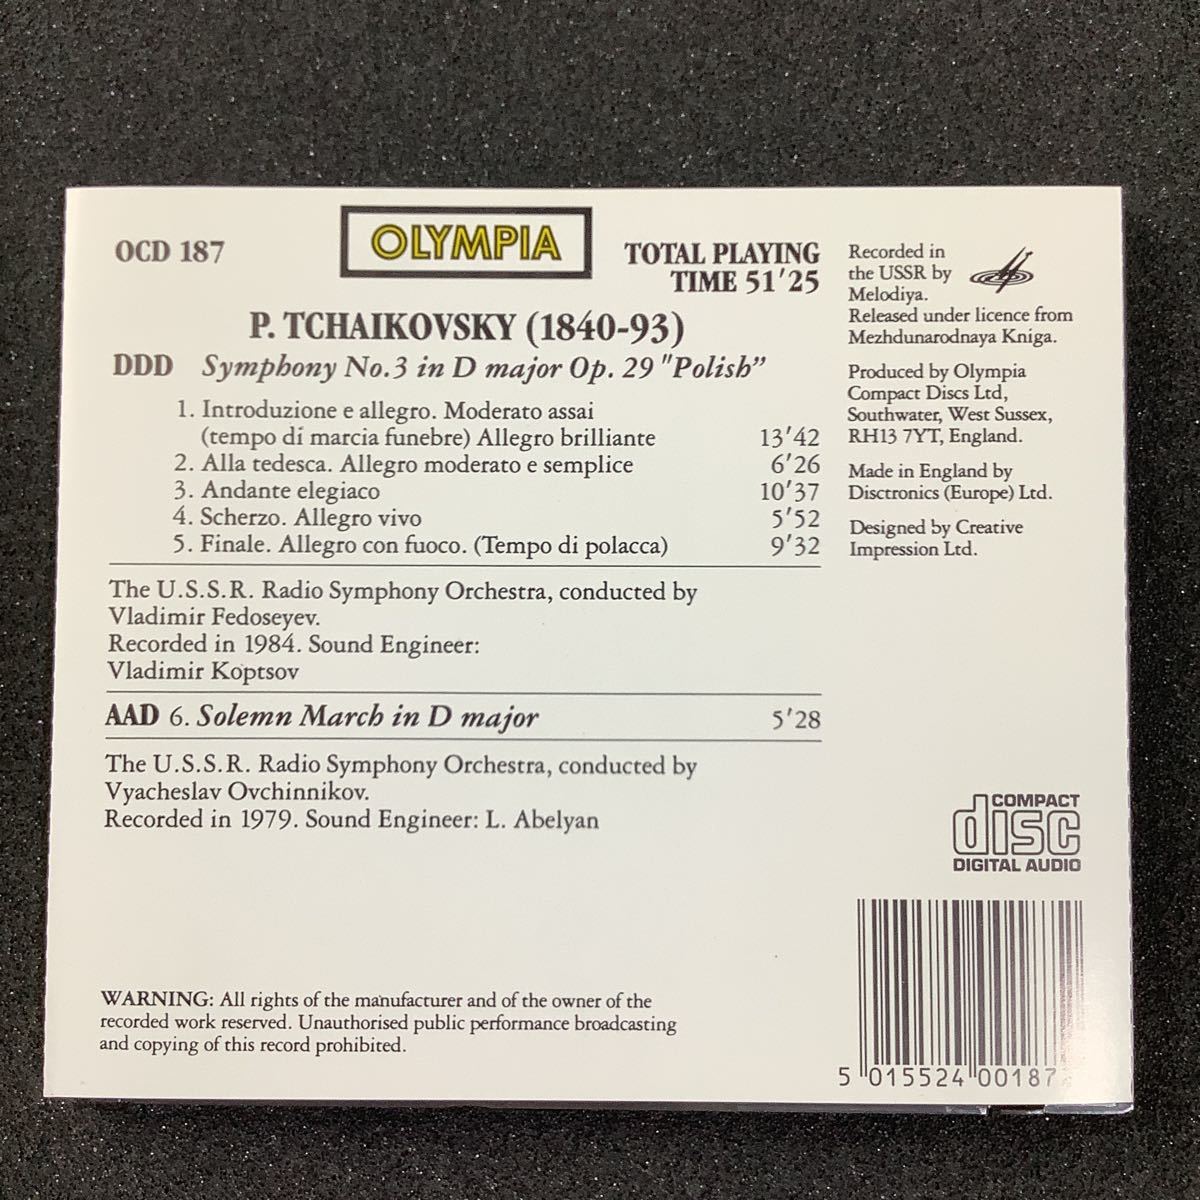 OCD 187
OLYMPIA
TOTAL PLAYING
TIME 51'25
P. TCHAIKOVSKY (1840-93)
DDD Symphony No.3 in D major Op. 29 "Polish”
1. Introduzione e allegro. Moderato assai
(tempo di marcia funebre) Allegro brilliante 13'42
2. Alla tedesca. Allegro moderato e semplice 6'26
3. Andante elegiaco 10'37
4. Scherzo. Allegro vivo 5'52
5. Finale. Allegro con fuoco. (Tempo di polacca) 9'32
The U.S.S.R. Radio Symphony Orchestra, conducted by
Vladimir Fedoseyev.
Recorded in 1984. Sound Engineer:
Vladimir Koptsov
AAD 6. Solemn March in D major 5'28
The U.S.S.R. Radio Symphony Orchestra, conducted by
Vyacheslav Ovchinnikov.
Recorded in 1979. Sound Engineer: L. Abelyan
WARNING: All rights of the manufacturer and of the owner of the
recorded work reserved. Unauthorised public performance broadcasting
and copying of this record prohibited.
Recorded in
the USSR by
Melodiya.
Released under licence from
Mezhdunarodnaya Kniga.
Produced by Olympia
Compact Discs Ltd,
Southwater, West Sussex,
RH13 7YT, England.
Made in England by
Disctronics (Europe) Ltd.
Designed by Creative
Impression Ltd.
COMPACT
disc
DIGITAL AUDIO
5 015524 00187